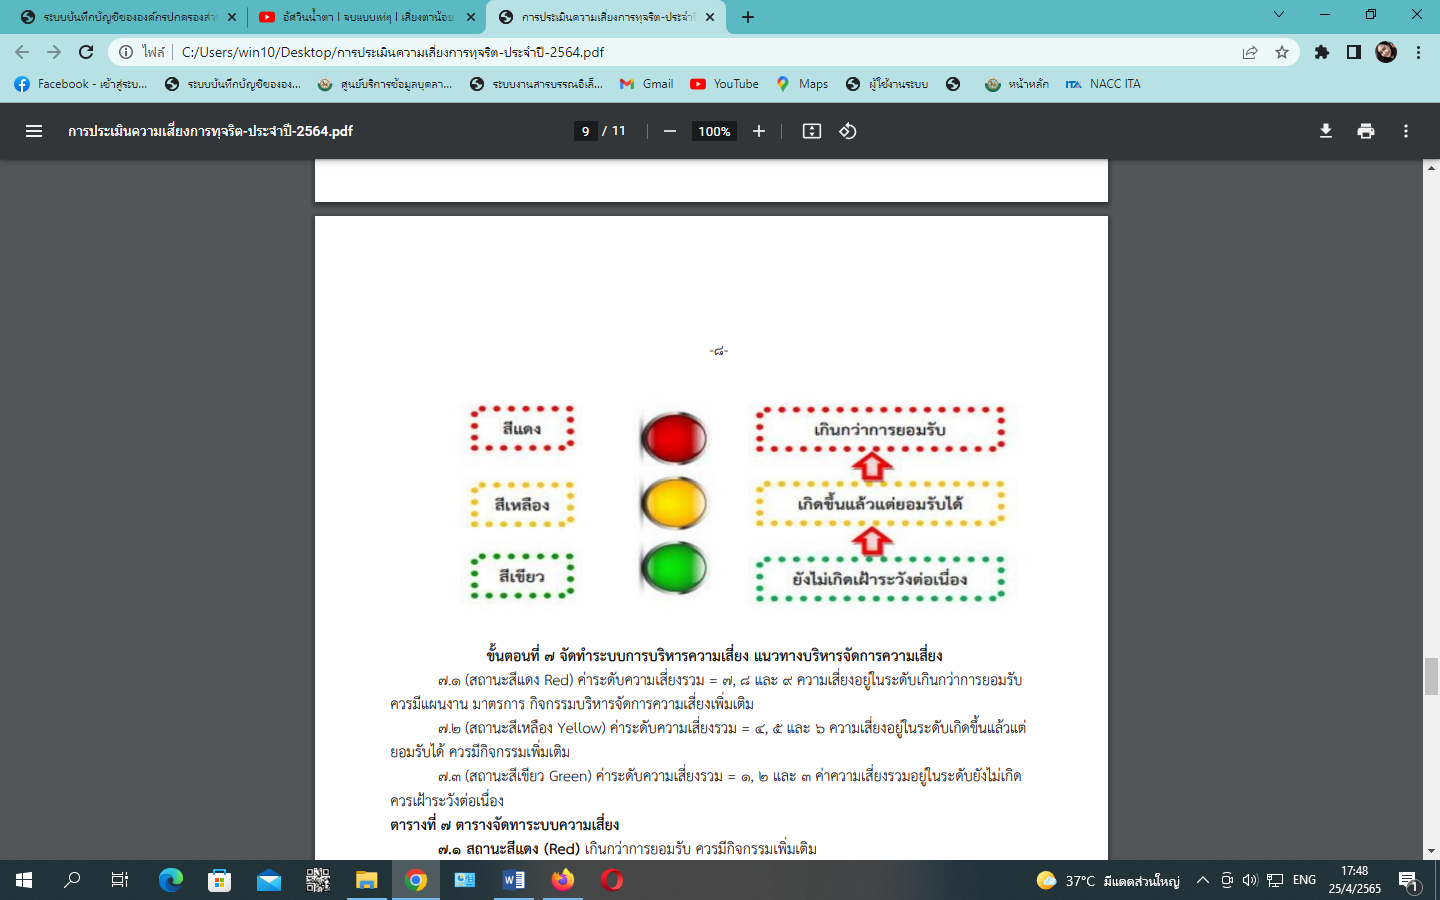 ระบบบันทึกบัญชีขององค์กรปกครองส่วน
อัสวินน้ำตา l จบแบบเท่ๆ l เสียงตาน้อย
การประเมินความเสี่ยงการทุจริต-ประจำปี
ไฟล์ C:/Users/win10/Desktop/การประเมินความเสี่ยงการทุจริต-ประจำปี-2564.pdf
Facebook - เข้าสู่ระบ... ระบบบันทึกบัญชีขององ... ศูนย์บริการข้อมูลบุคลา... ระบบงานสารบรรณอิเล็... Gmail YouTube Maps ผู้ใช้งานระบบ หน้าหลัก ITA NACC ITA
การประเมินความเสี่ยงการทุจริต-ประจำปี-2564.pdf 9 / 11 100%
-๘-
สีแดง เกินกว่าการยอมรับ
สีเหลือง เกิดขึ้นแล้วแต่ยอมรับได้
สีเขียว ยังไม่เกิดเฝ้าระวังต่อเนื่อง
ขั้นตอนที่ ๗ จัดทำระบบการบริหารความเสี่ยง แนวทางบริหารจัดการความเสี่ยง
๗.๑ (สถานะสีแดง Red) ค่าระดับความเสี่ยงรวม = ๗, ๘ และ ๙ ความเสี่ยงอยู่ในระดับเกินกว่าการยอมรับ
ควรมีแผนงาน มาตรการ กิจกรรมบริหารจัดการความเสี่ยงเพิ่มเติม
๗.๒ (สถานะสีเหลือง Yellow) ค่าระดับความเสี่ยงรวม = ๔, ๕ และ ๖ ความเสี่ยงอยู่ในระดับเกิดขึ้นแล้วแต่
ยอมรับได้ ควรมีกิจกรรมเพิ่มเติม
๗.๓ (สถานะสีเขียว Green) ค่าระดับความเสี่ยงรวม = ๑, ๒ และ ๓ ค่าความเสี่ยงรวมอยู่ในระดับยังไม่เกิด
ควรเฝ้าระวังต่อเนื่อง
ตารางที่ ๗ ตารางจัดทาระบบความเสี่ยง
๗.๑ สถานะสีแดง (Red) เกินกว่าการยอมรับ ควรมีกิจกรรมเพิ่มเติม
37°C มีแดดส่วนใหญ่ ENG 17:48
25/4/2565 1